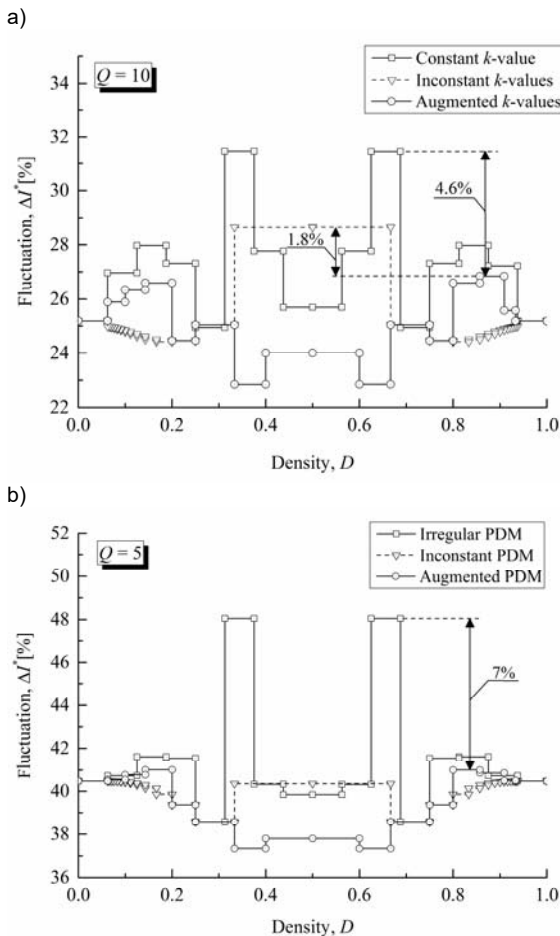 a)
Q = 10
Constant k-value
Inconstant k-values
Augmented k-values
34
32
30
28
26
24
22
4.6%
1.8%
Fluctuation, ΔI*[%]
0.0 0.2 0.4 0.6 0.8 1.0
Density, D
b)
Q = 5
Irregular PDM
Inconstant PDM
Augmented PDM
52
50
48
46
44
42
40
38
36
7%
Fluctuation, ΔI*[%]
0.0 0.2 0.4 0.6 0.8 1.0
Density, D